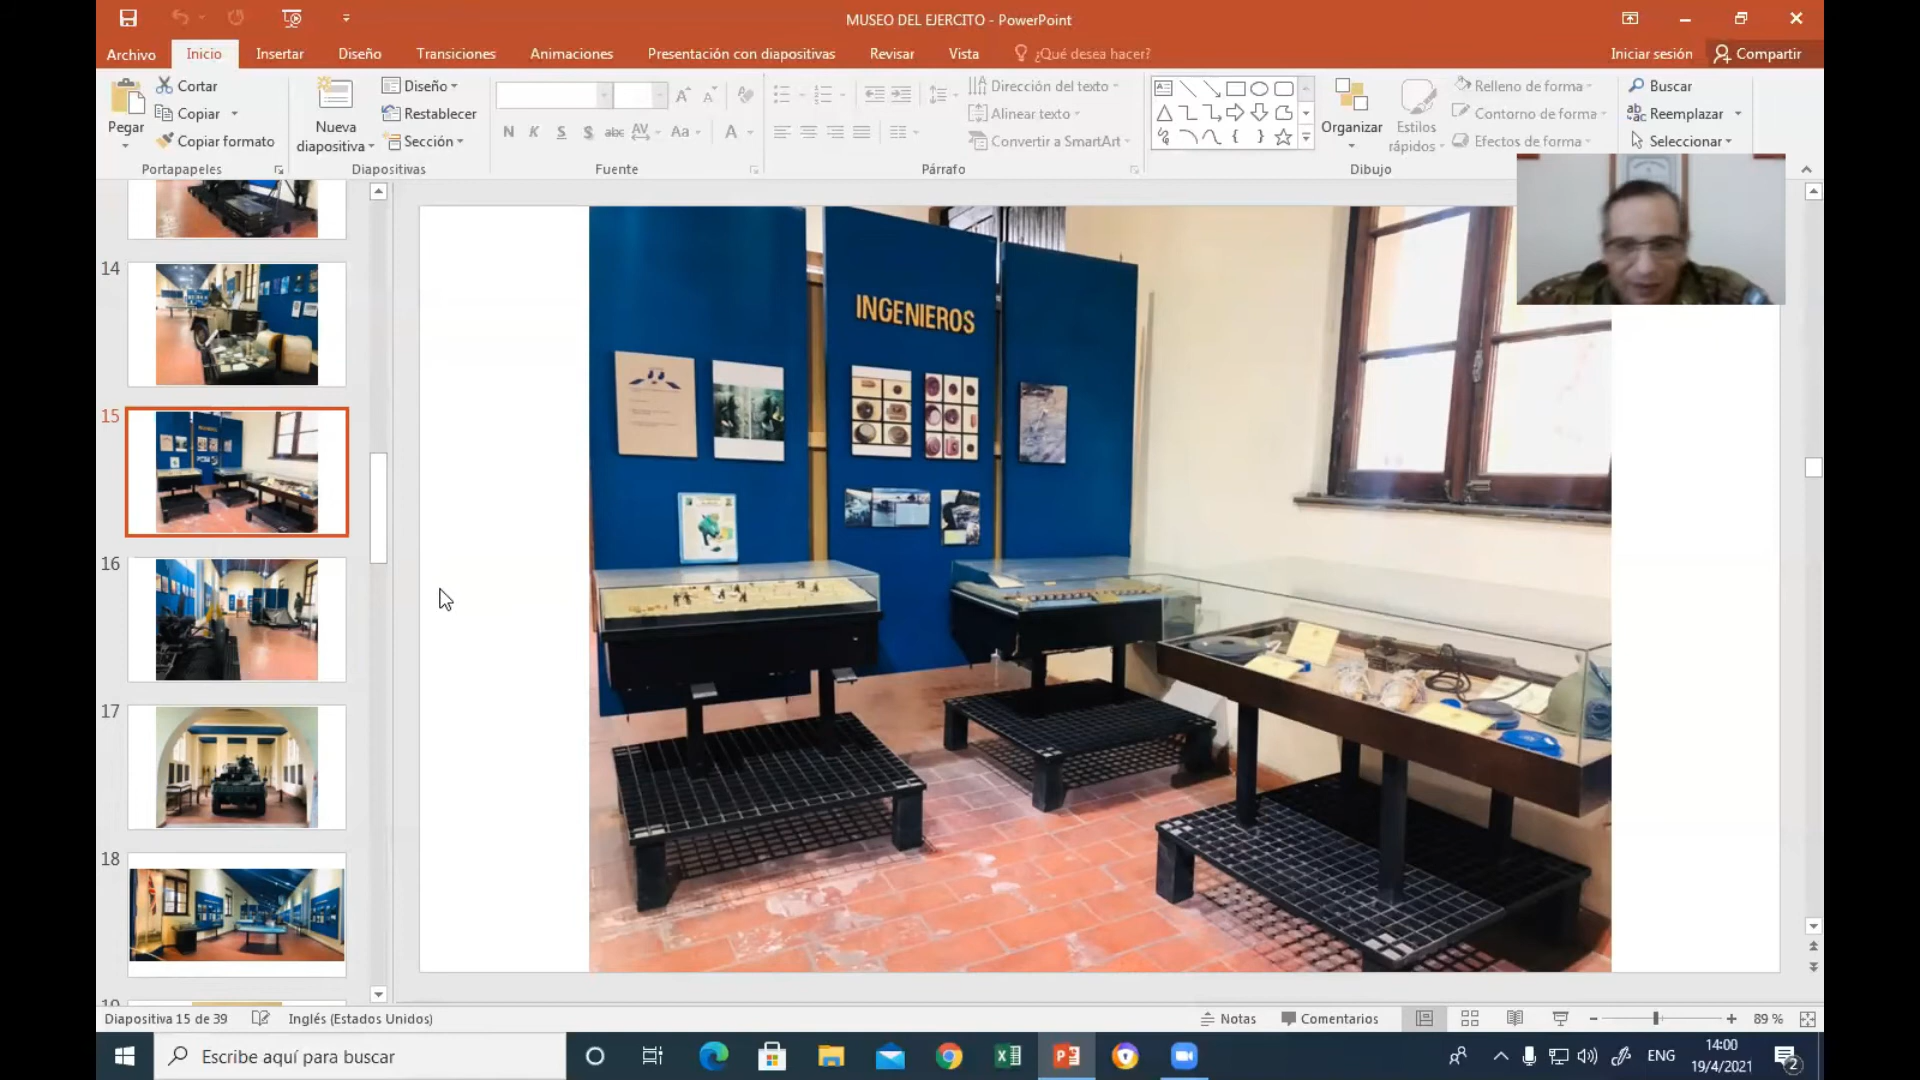 MUSEO DEL EJERCITO - PowerPoint
Archivo
Inicio
Insertar
Diseño
Transiciones
Animaciones
Presentación con diapositivas
Revisar
Vista
¿Qué desea hacer?
Iniciar sesión
Compartir
Pegar
Cortar
Copiar
Copiar formato
Portapapeles
Nueva
diapositiva
Diseño
Restablecer
Sección
Diapositivas
N K S S abc AV Aa A
Fuente
Dirección del texto
Alinear texto
Convertir a SmartArt
Párrafo
Organizar
Estilos
rápidos
Relleno de forma
Contorno de forma
Efectos de forma
Dibujo
Buscar
Reemplazar
Seleccionar
14
15
16
17
18
INGENIEROS
Diapositiva 15 de 39
Inglés (Estados Unidos)
Notas
Comentarios
89 %
Escribe aquí para buscar
ENG
14:00
19/4/2021
2